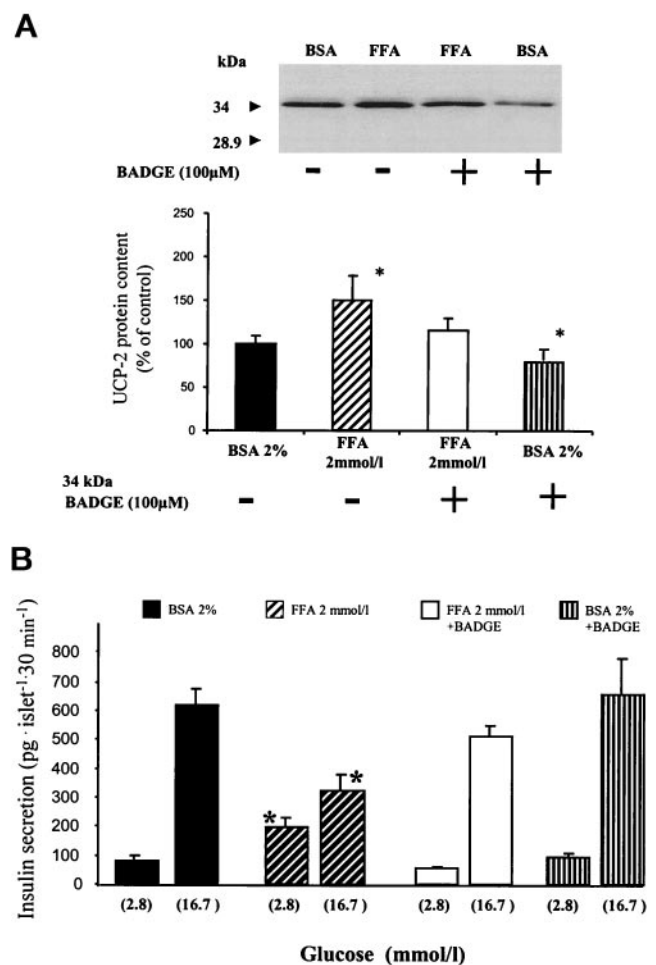 A
kDa
BSA FFA FFA BSA
34 ►
28.9 ►
BADGE (100µM) - - + +
UCP-2 protein content
(% of control)
250
200
150
100
50
0
*
*
BSA 2% FFA 2mmol/l FFA 2mmol/l BSA 2%
34 kDa
BADGE (100µM) - - + +
B
BSA 2% FFA 2 mmol/l FFA 2 mmol/l +BADGE BSA 2% +BADGE
Insulin secretion (pg · islet⁻¹·30 min⁻¹)
800
700
600
500
400
300
200
100
0
* *
(2.8) (16.7 ) (2.8) (16.7 ) (2.8) (16.7 ) (2.8) (16.7 )
Glucose (mmol/l)